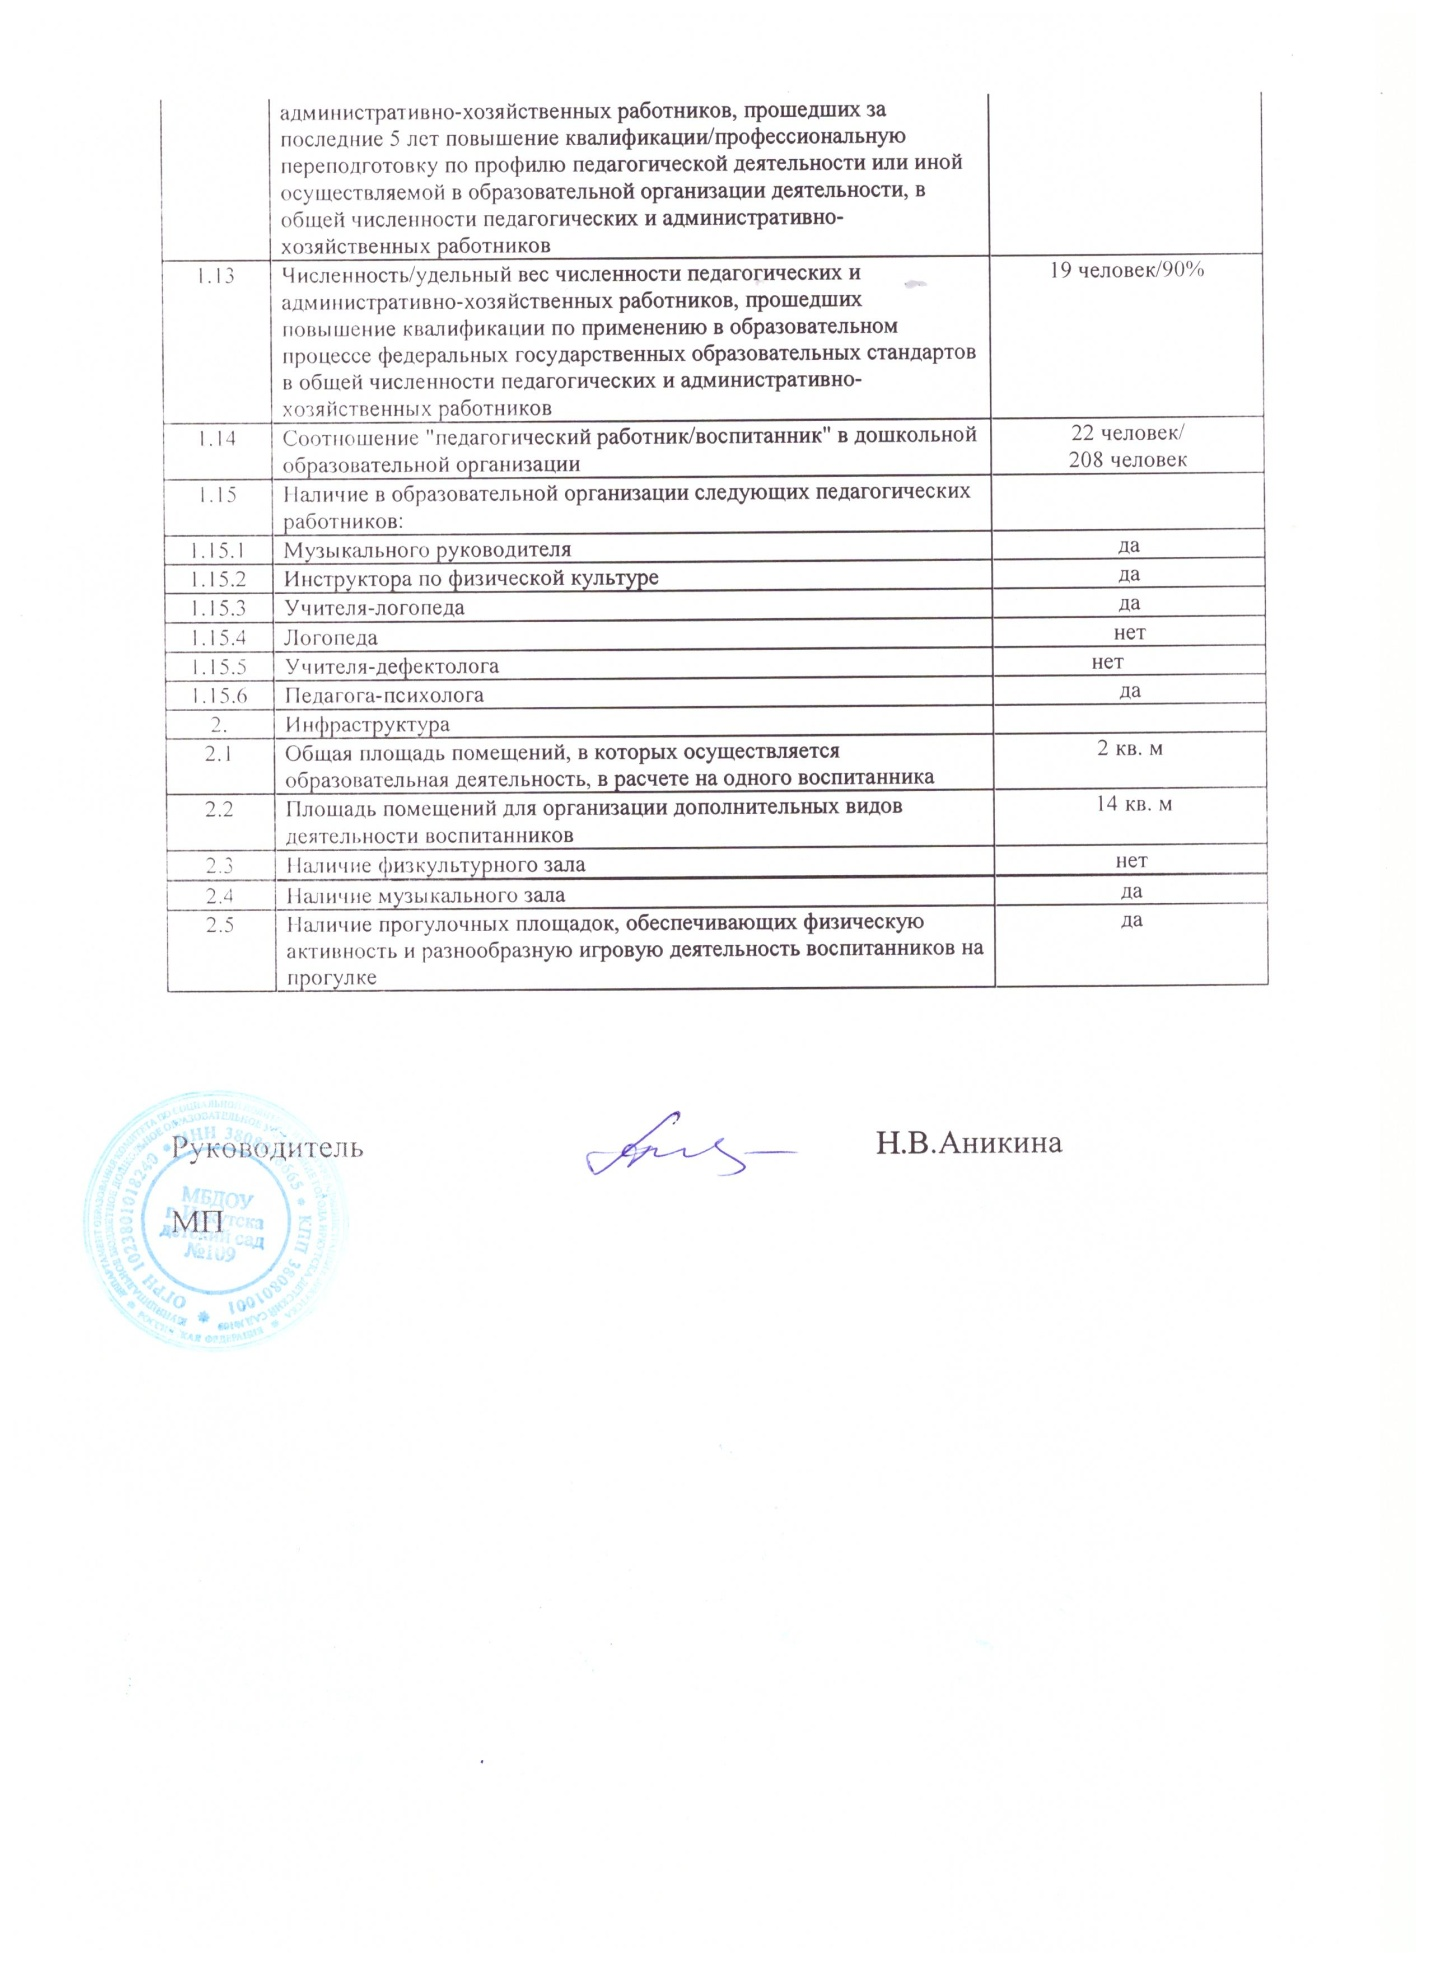 административно-хозяйственных работников, прошедших за
последние 5 лет повышение квалификации/профессиональную
переподготовку по профилю педагогической деятельности или иной
осуществляемой в образовательной организации деятельности, в
общей численности педагогических и административно-
хозяйственных работников
1.13 Численность/удельный вес численности педагогических и 19 человек/90%
административно-хозяйственных работников, прошедших
повышение квалификации по применению в образовательном
процессе федеральных государственных образовательных стандартов
в общей численности педагогических и административно-
хозяйственных работников
1.14 Соотношение "педагогический работник/воспитанник" в дошкольной 22 человек/
образовательной организации 208 человек
1.15 Наличие в образовательной организации следующих педагогических
работников:
1.15.1 Музыкального руководителя да
1.15.2 Инструктора по физической культуре да
1.15.3 Учителя-логопеда да
1.15.4 Логопеда нет
1.15.5 Учителя-дефектолога нет
1.15.6 Педагога-психолога да
2. Инфраструктура
2.1 Общая площадь помещений, в которых осуществляется 2 кв. м
образовательная деятельность, в расчете на одного воспитанника
2.2 Площадь помещений для организации дополнительных видов 14 кв. м
деятельности воспитанников
2.3 Наличие физкультурного зала нет
2.4 Наличие музыкального зала да
2.5 Наличие прогулочных площадок, обеспечивающих физическую да
активность и разнообразную игровую деятельность воспитанников на
прогулке
Руководитель Н.В.Аникина
МП
МБДОУ
г. Иркутска
детский сад
№109
ОГРН 1023801018260
ИНН
КПП 380801001